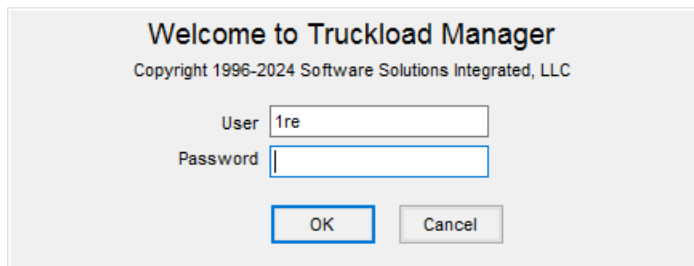 Welcome to Truckload Manager
Copyright 1996-2024 Software Solutions Integrated, LLC
User 1re
Password
OK Cancel